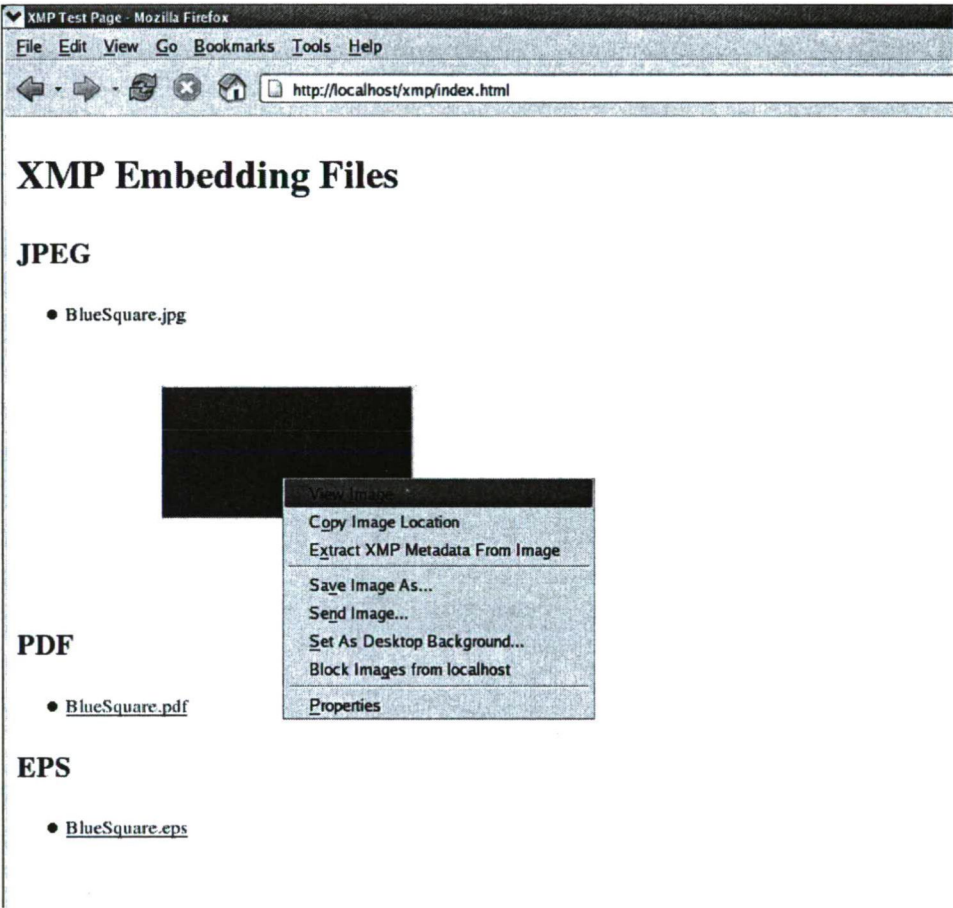 XMP Test Page - Mozilla Firefox
File Edit View Go Bookmarks Tools Help
http://localhost/xmp/index.html
XMP Embedding Files
JPEG
● BlueSquare.jpg
View Image
Copy Image Location
Extract XMP Metadata From Image
Save Image As...
Send Image...
Set As Desktop Background...
Block Images from localhost
Properties
PDF
● BlueSquare.pdf
EPS
● BlueSquare.eps